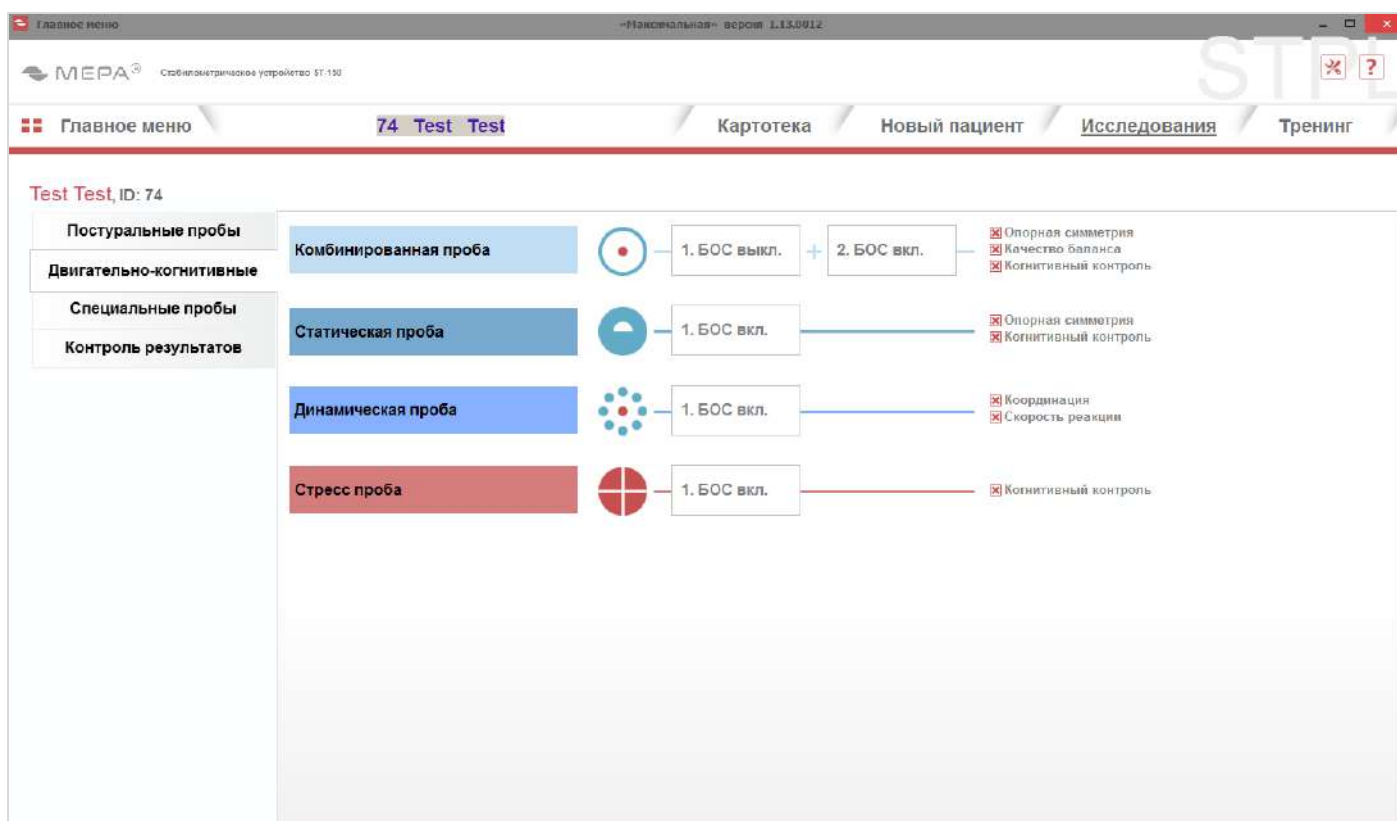 Главное меню «Максимальная» версия 1.13.0012
STPL
МЕРА® Стабилометрическое устройство ST-150
?
Главное меню 74 Test Test Картотека Новый пациент Исследования Тренинг
Test Test, ID: 74
Постуральные пробы
Двигательно-когнитивные
Специальные пробы
Контроль результатов
Комбинированная проба 1. БОС выкл. + 2. БОС вкл.
Опорная симметрия
Качество баланса
Когнитивный контроль
Статическая проба 1. БОС вкл.
Опорная симметрия
Когнитивный контроль
Динамическая проба 1. БОС вкл.
Координация
Скорость реакции
Стресс проба 1. БОС вкл.
Когнитивный контроль